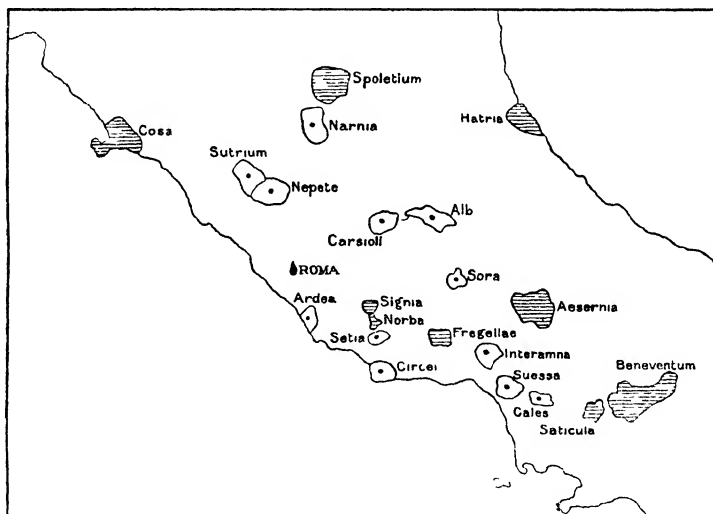 Spoletium
Hatria
Narnia
Cosa
Sutrium
Nepete
Alb
Carsioli
ROMA
Sora
Ardea
Signia
Aesernia
Norba
Setia
Fregellae
Interamna
Circei
Suessa
Beneventum
Cales
Saticula